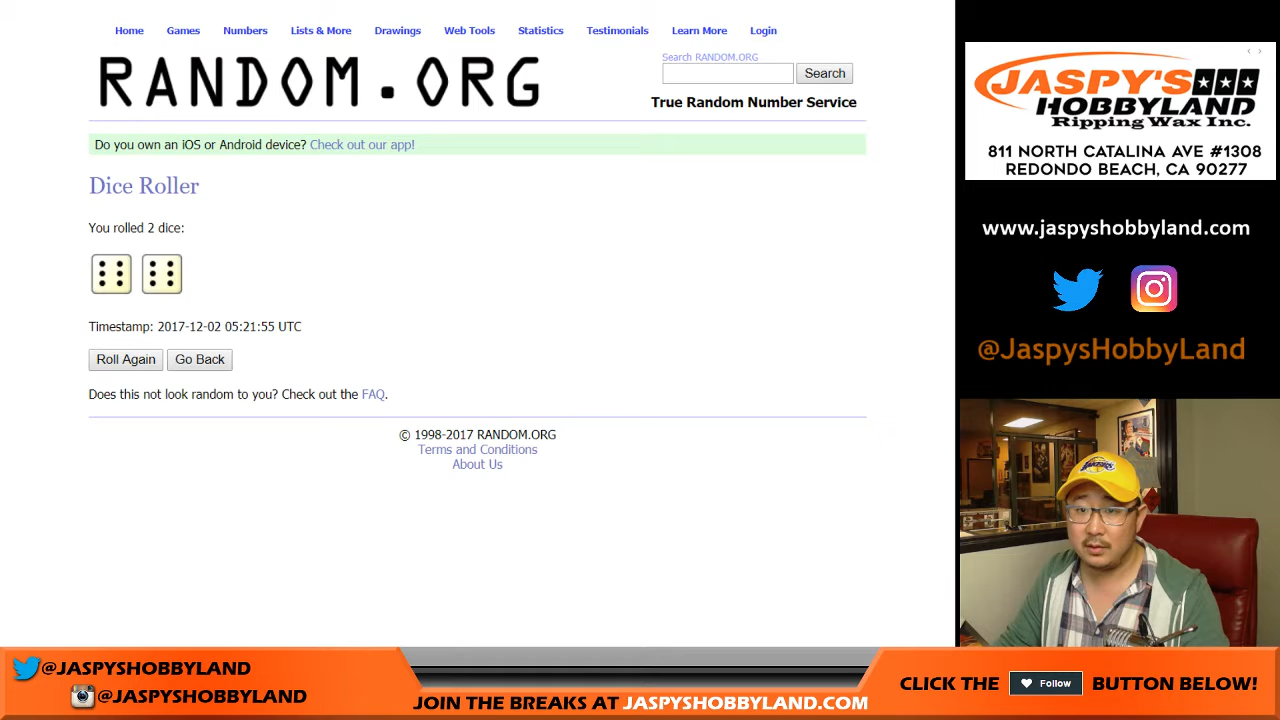 Home Games Numbers Lists & More Drawings Web Tools Statistics Testimonials Learn More Login
RANDOM.ORG
Search RANDOM.ORG
Search
True Random Number Service
Do you own an iOS or Android device? Check out our app!
Dice Roller
You rolled 2 dice:
Timestamp: 2017-12-02 05:21:55 UTC
Roll Again Go Back
Does this not look random to you? Check out the FAQ.
© 1998-2017 RANDOM.ORG
Terms and Conditions
About Us
JASPY'S
HOBBYLAND
Ripping Wax Inc.
811 NORTH CATALINA AVE #1308
REDONDO BEACH, CA 90277
www.jaspyshobbyland.com
@JaspysHobbyLand
@JASPYSHOBBYLAND
@JASPYSHOBBYLAND
JOIN THE BREAKS AT JASPYSHOBBYLAND.COM
CLICK THE Follow BUTTON BELOW!